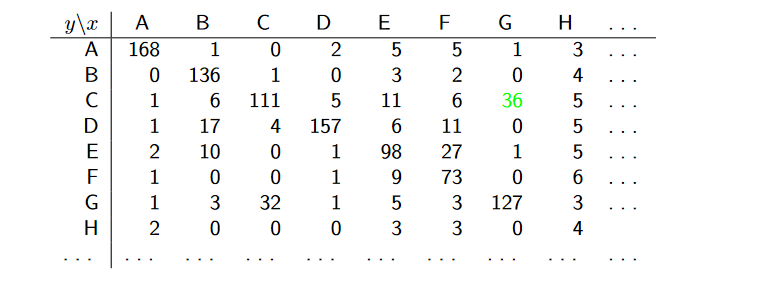 y\x A B C D E F G H ...
A 168 1 0 2 5 5 1 3 ...
B 0 136 1 0 3 2 0 4 ...
C 1 6 111 5 11 6 36 5 ...
D 1 17 4 157 6 11 0 5 ...
E 2 10 0 1 98 27 1 5 ...
F 1 0 0 1 9 73 0 6 ...
G 1 3 32 1 5 3 127 3 ...
H 2 0 0 0 3 3 0 4
... ... ... ... ... ... ... ... ... ...